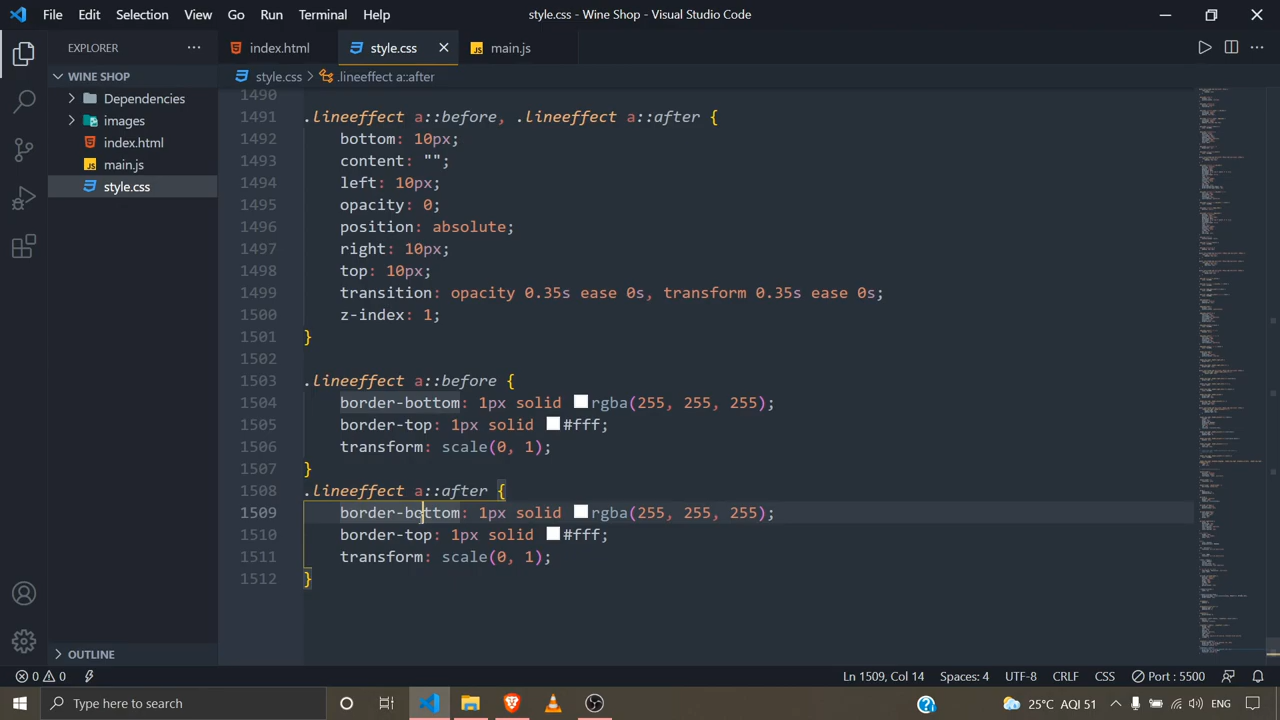 File Edit Selection View Go Run Terminal Help
style.css - Wine Shop - Visual Studio Code
EXPLORER
index.html
style.css
main.js
WINE SHOP
style.css > .lineeffect a::after
Dependencies
images
index.html
main.js
style.css
1490
1491 .lineeffect a::before, .lineeffect a::after {
1492 bottom: 10px;
1493 content: "";
1494 left: 10px;
1495 opacity: 0;
1496 position: absolute;
1497 right: 10px;
1498 top: 10px;
1499 transition: opacity 0.35s ease 0s, transform 0.35s ease 0s;
1500 z-index: 1;
1501 }
1502
1503 .lineeffect a::before {
1504 border-bottom: 1px solid rgba(255, 255, 255);
1505 border-top: 1px solid #fff;
1506 transform: scale(0, 1);
1507 }
1508 .lineeffect a::after {
1509 border-bottom: 1px solid rgba(255, 255, 255);
1510 border-top: 1px solid #fff;
1511 transform: scale(0, 1);
1512 }
OUTLINE
0 0
Ln 1509, Col 14
Spaces: 4
UTF-8
CRLF
CSS
Port : 5500
Type here to search
25°C AQI 51
ENG